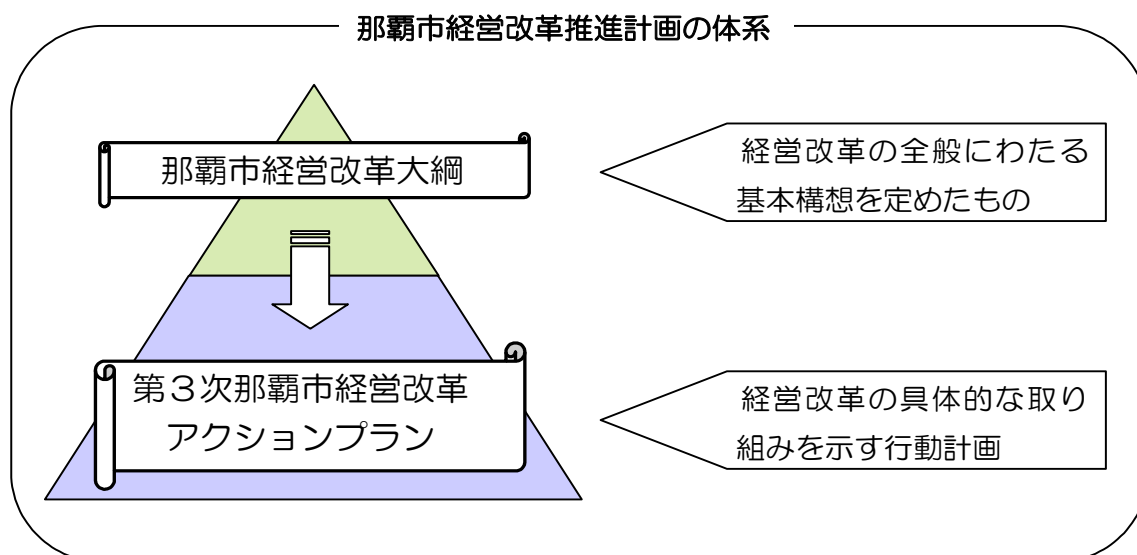 那覇市経営改革推進計画の体系
那覇市経営改革大綱
経営改革の全般にわたる
基本構想を定めたもの
第３次那覇市経営改革
アクションプラン
経営改革の具体的な取り
組みを示す行動計画